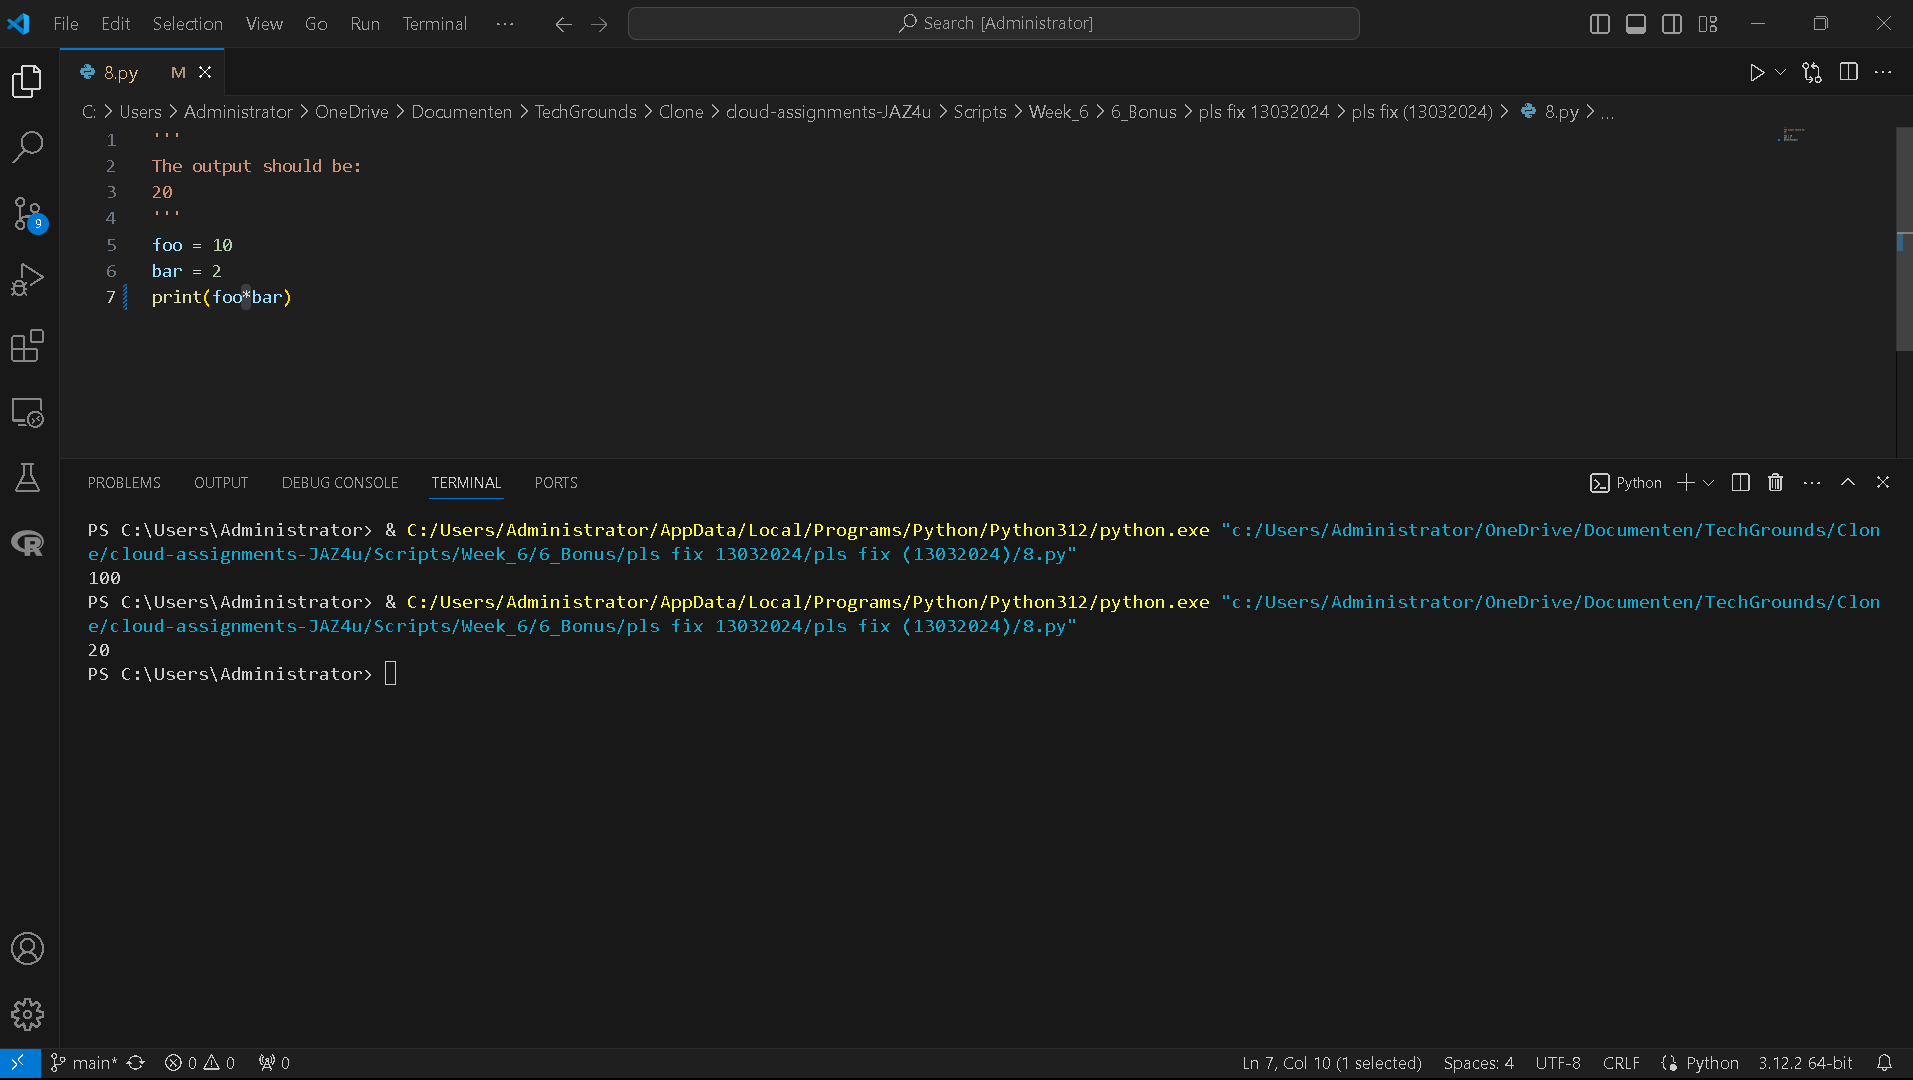 File Edit Selection View Go Run Terminal ··· Search [Administrator]
8.py M
C: > Users > Administrator > OneDrive > Documenten > TechGrounds > Clone > cloud-assignments-JAZ4u > Scripts > Week_6 > 6_Bonus > pls fix 13032024 > pls fix (13032024) > 8.py > ...
1 '''
2 The output should be:
3 20
4 '''
5 foo = 10
6 bar = 2
7 print(foo*bar)
9
PROBLEMS OUTPUT DEBUG CONSOLE TERMINAL PORTS Python
PS C:\Users\Administrator> & C:/Users/Administrator/AppData/Local/Programs/Python/Python312/python.exe "c:/Users/Administrator/OneDrive/Documenten/TechGrounds/Clon
e/cloud-assignments-JAZ4u/Scripts/Week_6/6_Bonus/pls fix 13032024/pls fix (13032024)/8.py"
100
PS C:\Users\Administrator> & C:/Users/Administrator/AppData/Local/Programs/Python/Python312/python.exe "c:/Users/Administrator/OneDrive/Documenten/TechGrounds/Clon
e/cloud-assignments-JAZ4u/Scripts/Week_6/6_Bonus/pls fix 13032024/pls fix (13032024)/8.py"
20
PS C:\Users\Administrator>
R
main* 0 0 0 Ln 7, Col 10 (1 selected) Spaces: 4 UTF-8 CRLF Python 3.12.2 64-bit